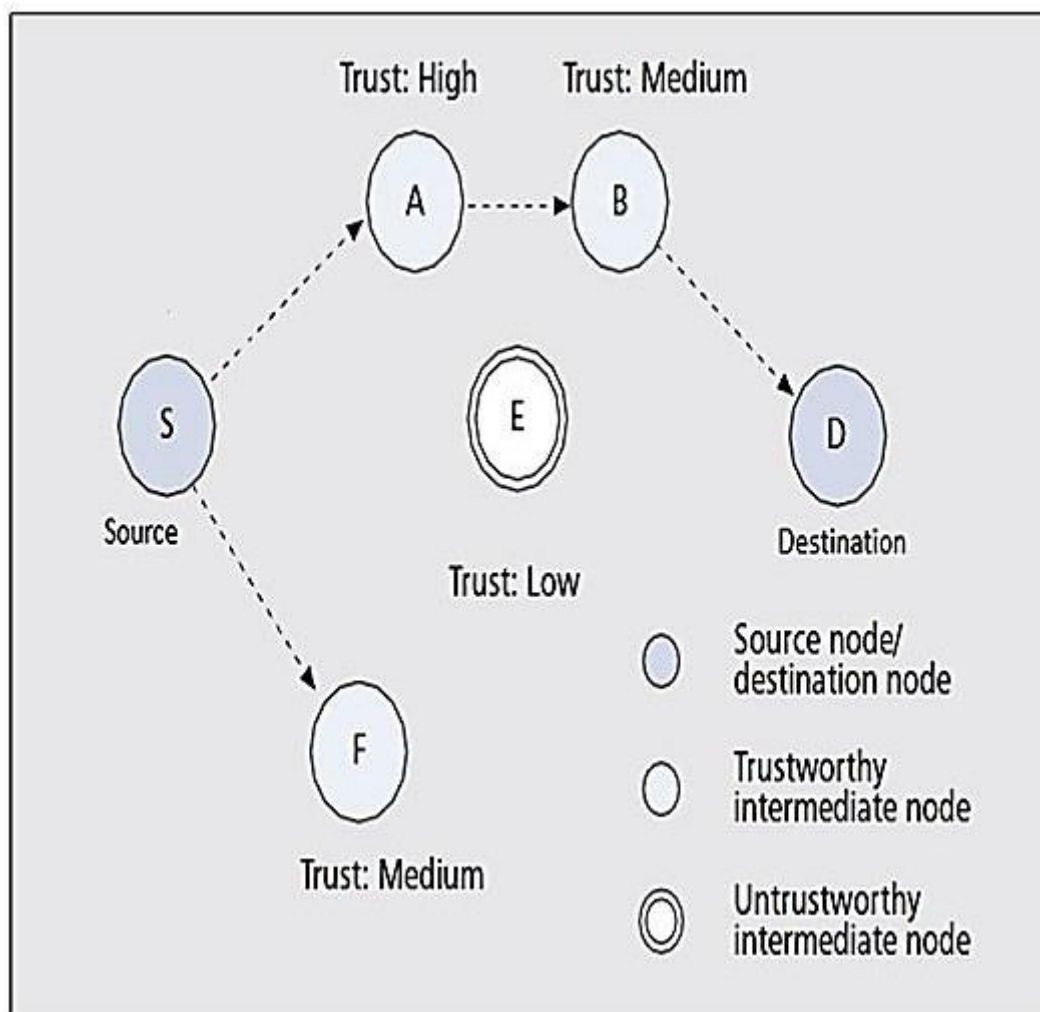 Trust: High
Trust: Medium
A
B
S
E
D
Source
Destination
Trust: Low
Source node/
destination node
F
Trustworthy
intermediate node
Trust: Medium
Untrustworthy
intermediate node